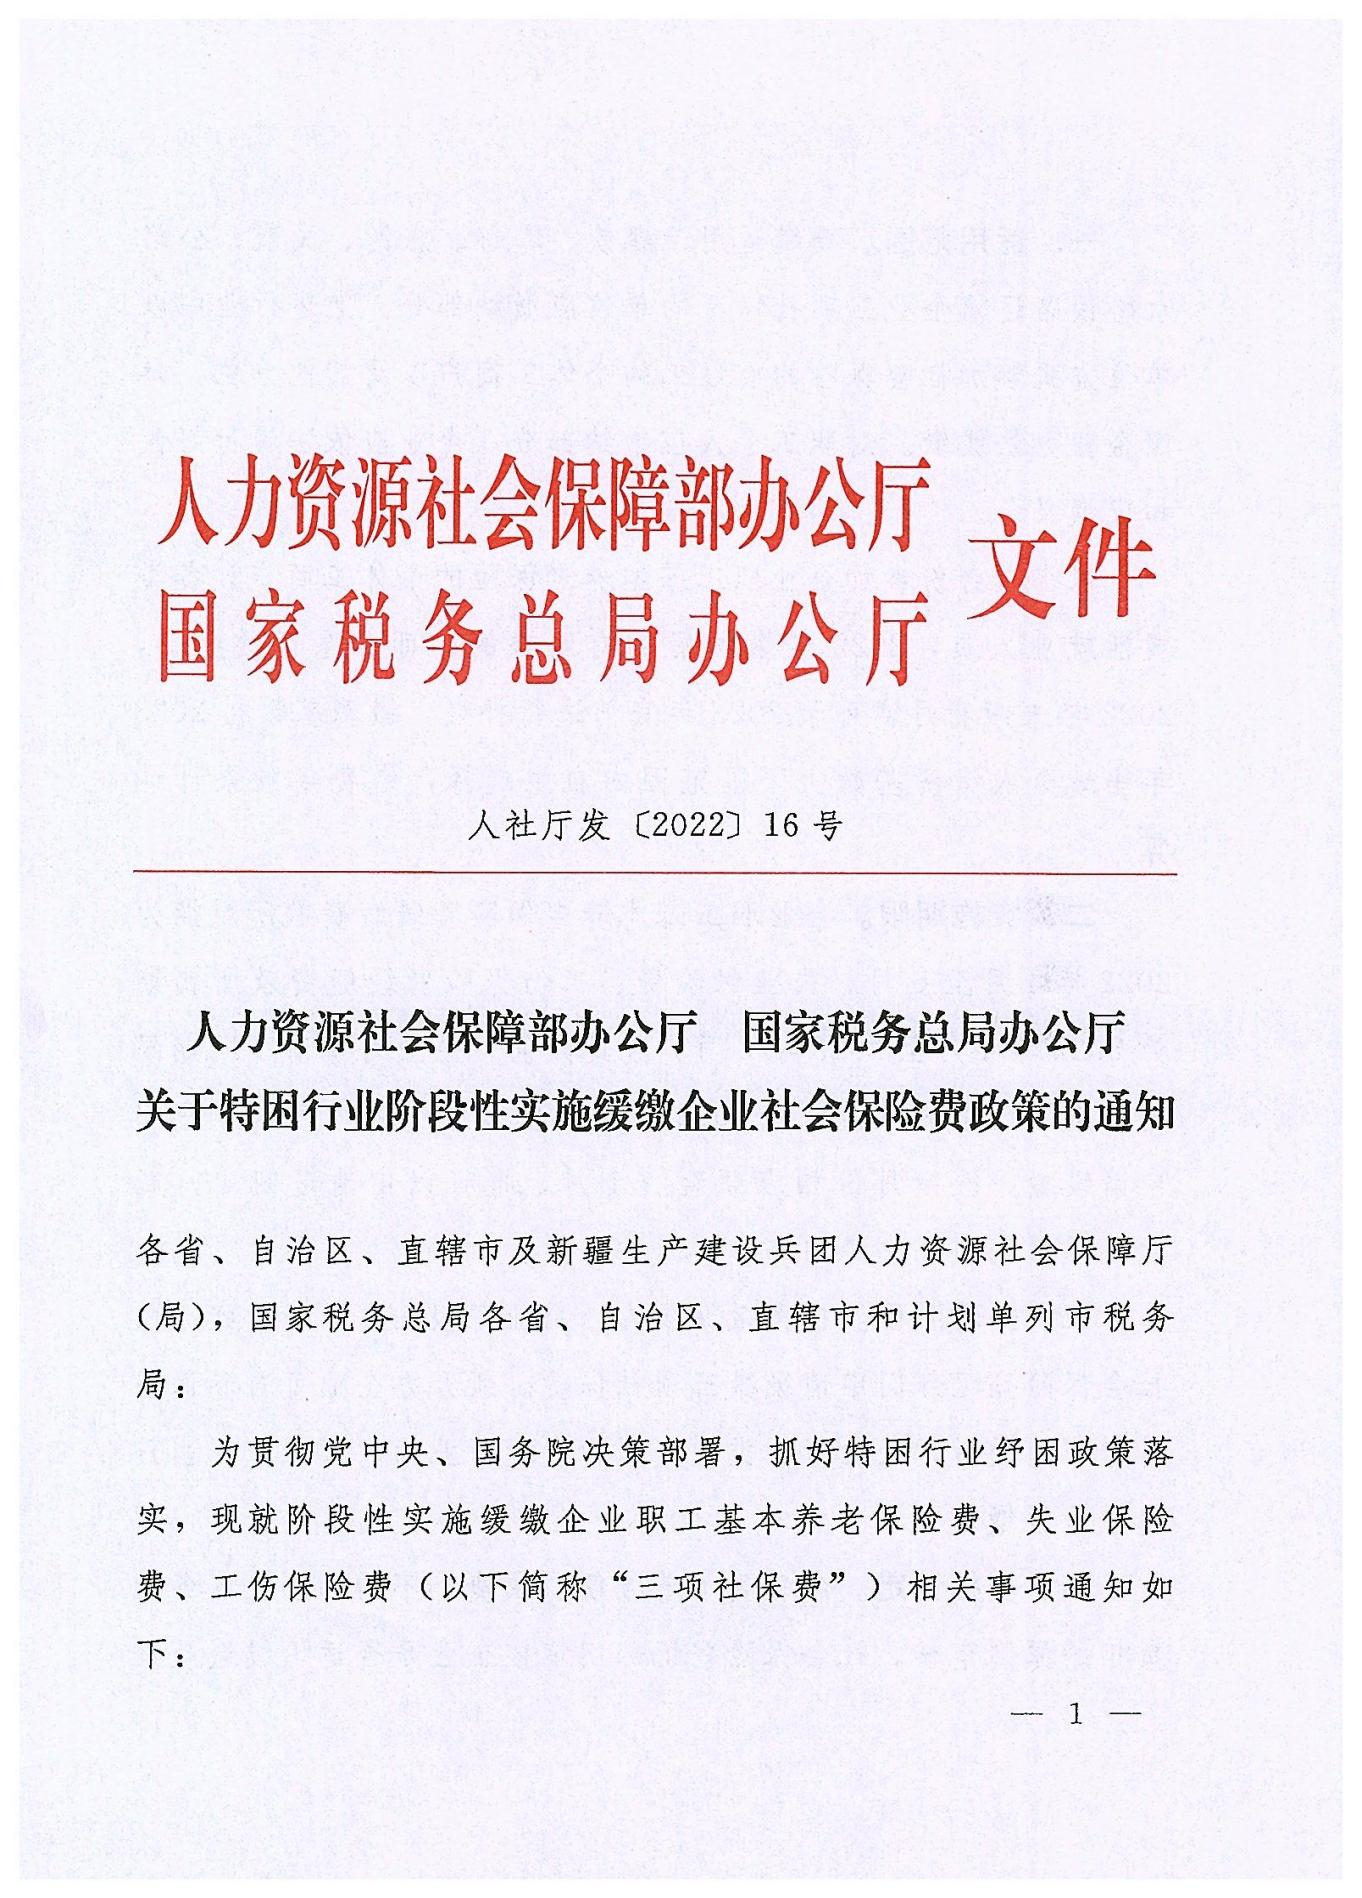 人力资源社会保障部办公厅
国家税务总局办公厅
文件
人社厅发〔2022〕16号
人力资源社会保障部办公厅 国家税务总局办公厅
关于特困行业阶段性实施缓缴企业社会保险费政策的通知
各省、自治区、直辖市及新疆生产建设兵团人力资源社会保障厅
（局），国家税务总局各省、自治区、直辖市和计划单列市税务
局：
为贯彻党中央、国务院决策部署，抓好特困行业纾困政策落
实，现就阶段性实施缓缴企业职工基本养老保险费、失业保险
费、工伤保险费（以下简称“三项社保费”）相关事项通知如
下：
— 1 —